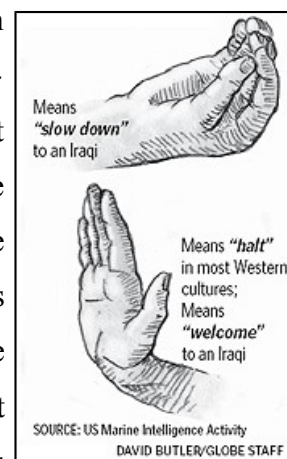 Means
"slow down"
to an Iraqi
Means "halt"
in most Western
cultures;
Means
"welcome"
to an Iraqi
SOURCE: US Marine Intelligence Activity
DAVID BUTLER/GLOBE STAFF